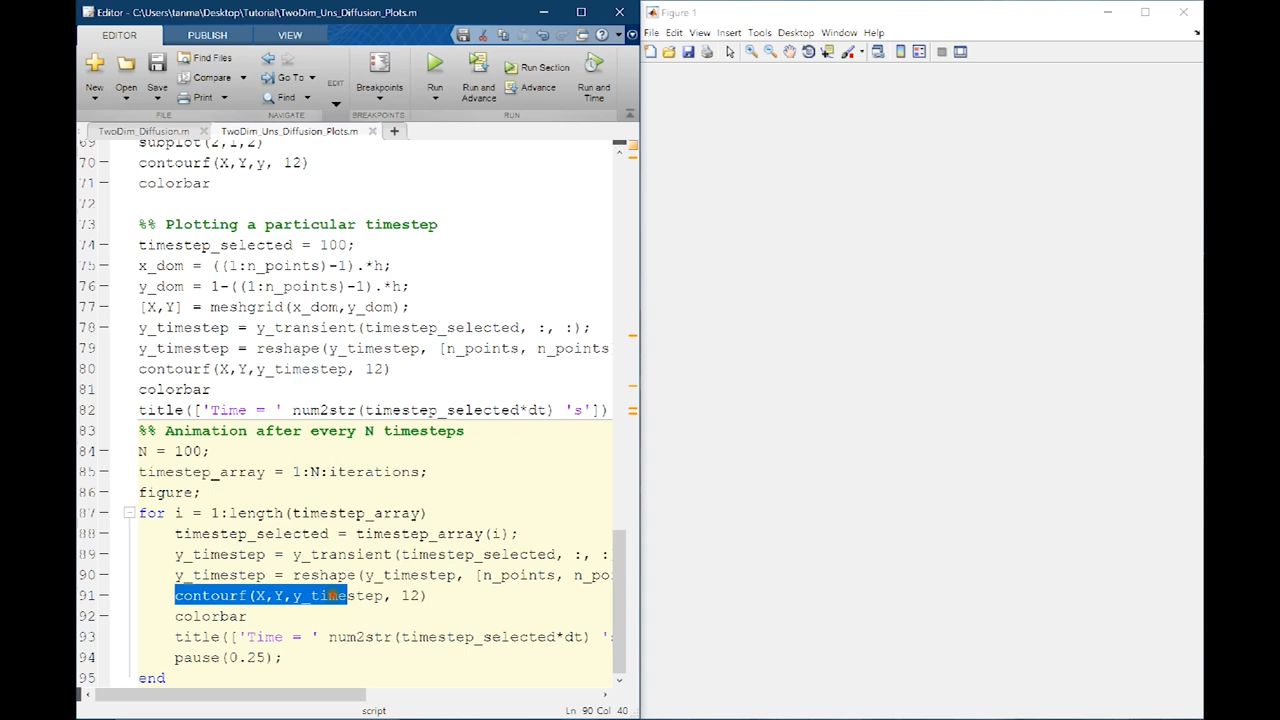 Editor - C:\Users\tanma\Desktop\Tutorial\TwoDim_Uns_Diffusion_Plots.m
Figure 1
EDITOR PUBLISH VIEW
File Edit View Insert Tools Desktop Window Help
New Open Save
Find Files
Compare
Print
Go To
Find
EDIT
Breakpoints
Run
Run and Advance
Run Section
Advance
Run and Time
FILE NAVIGATE BREAKPOINTS RUN
TwoDim_Diffusion.m TwoDim_Uns_Diffusion_Plots.m
69 subplot(2,1,2)
70 contourf(X,Y,y, 12)
71 colorbar
72
73 %% Plotting a particular timestep
74 timestep_selected = 100;
75 x_dom = ((1:n_points)-1).*h;
76 y_dom = 1-((1:n_points)-1).*h;
77 [X,Y] = meshgrid(x_dom,y_dom);
78 y_timestep = y_transient(timestep_selected, :, :);
79 y_timestep = reshape(y_timestep, [n_points, n_points
80 contourf(X,Y,y_timestep, 12)
81 colorbar
82 title(['Time = ' num2str(timestep_selected*dt) 's'])
83 %% Animation after every N timesteps
84 N = 100;
85 timestep_array = 1:N:iterations;
86 figure;
87 for i = 1:length(timestep_array)
88 timestep_selected = timestep_array(i);
89 y_timestep = y_transient(timestep_selected, :, :
90 y_timestep = reshape(y_timestep, [n_points, n_po
91 contourf(X,Y,y_timestep, 12)
92 colorbar
93 title(['Time = ' num2str(timestep_selected*dt) 's
94 pause(0.25);
95 end
script Ln 90 Col 40